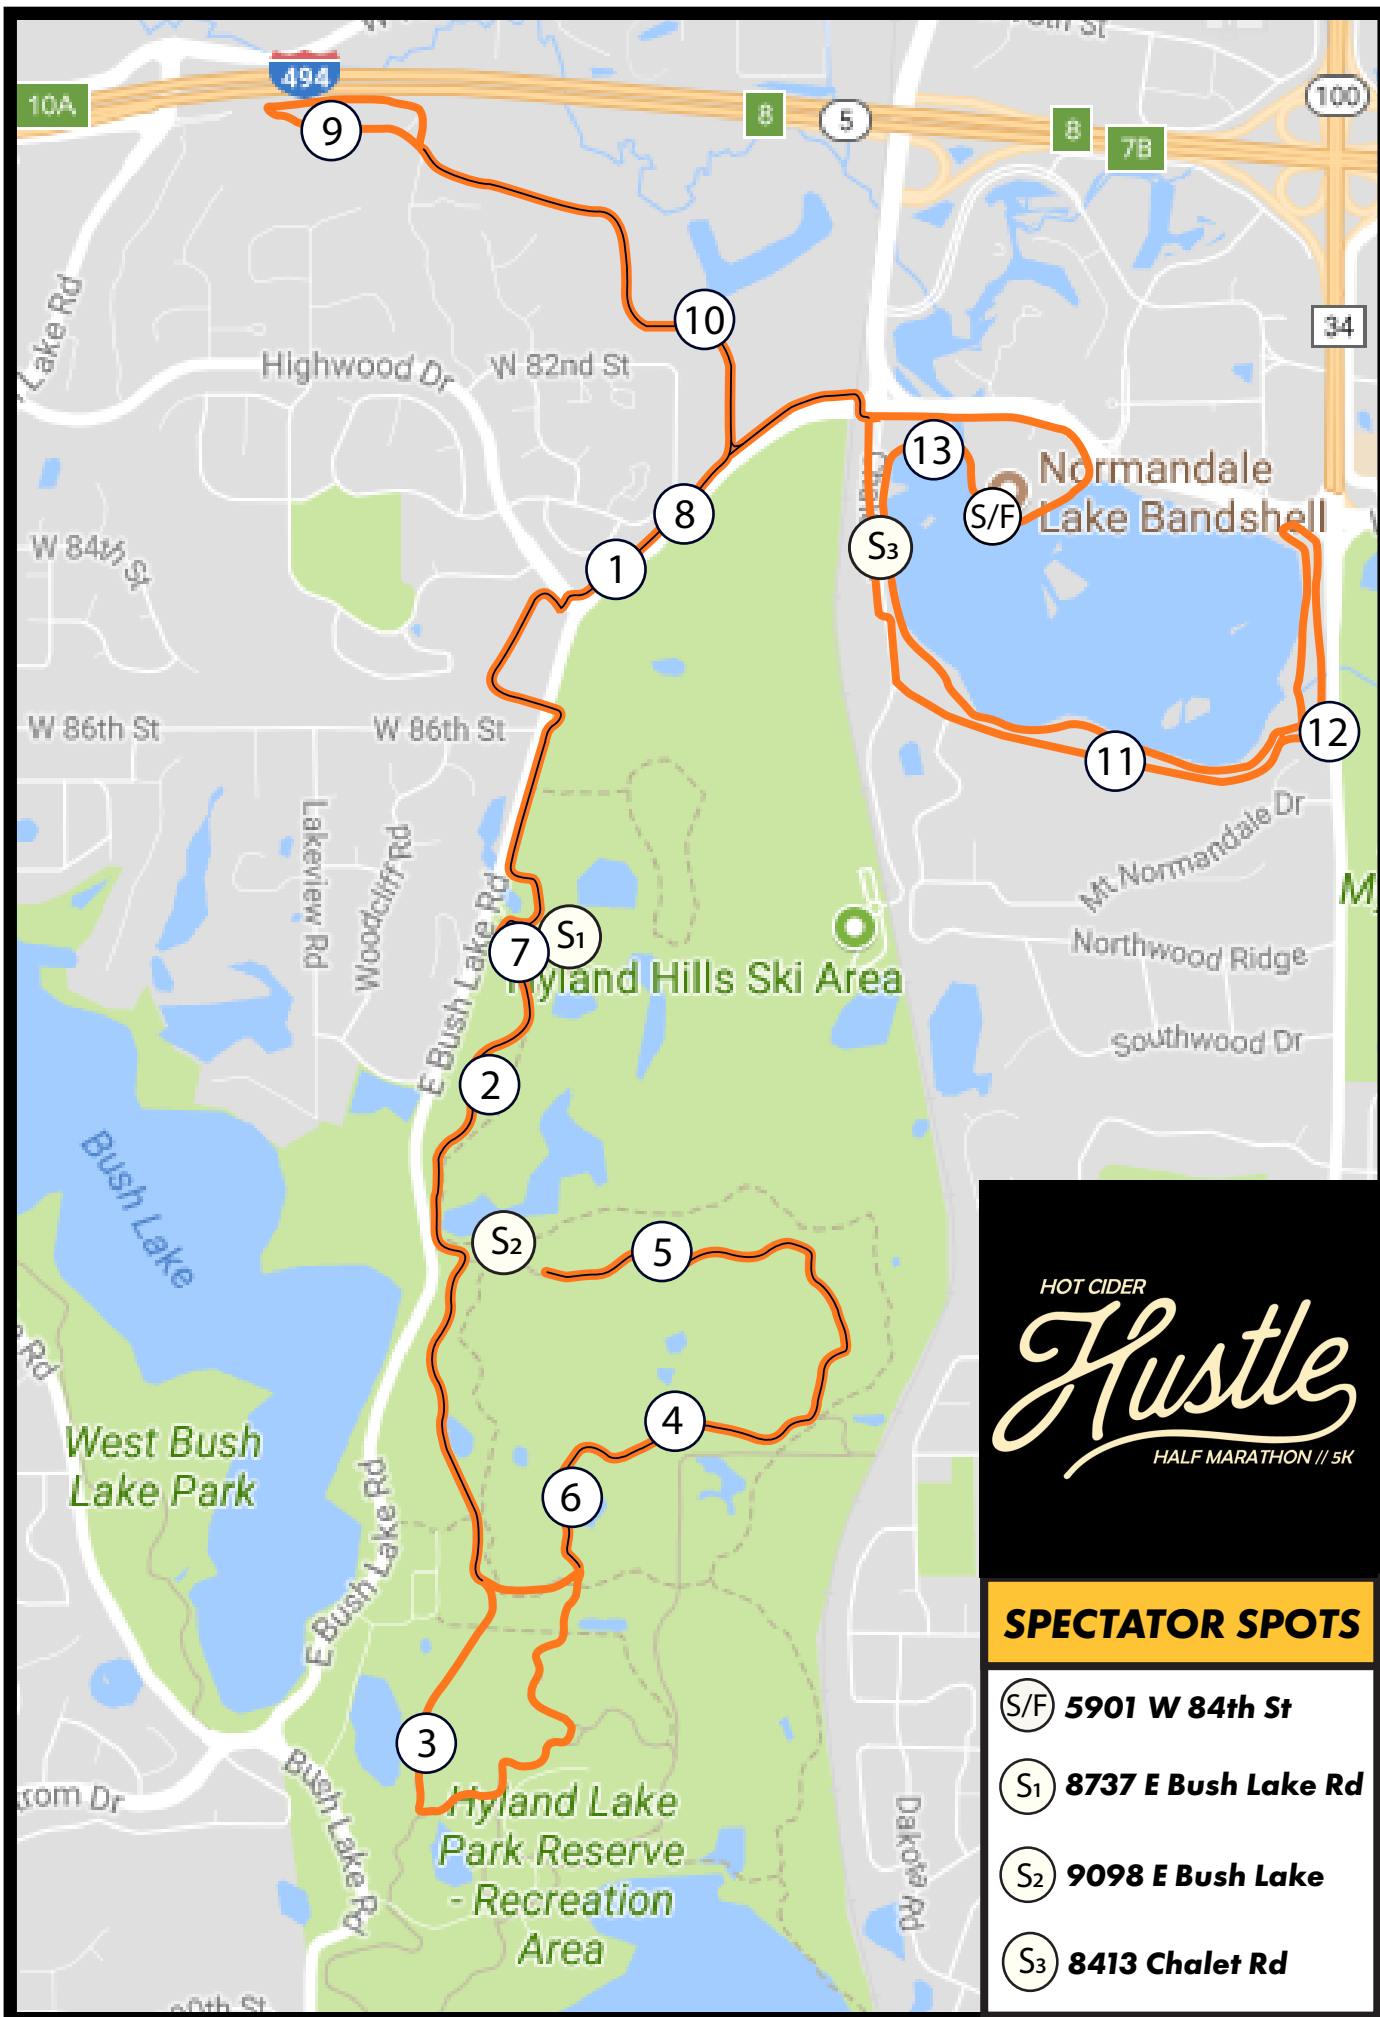 494
10A
8
5
8
7B
100
34
9
10
Lake Rd
Highwood Dr
W 82nd St
13
Normandale
Lake Bandshell
S/F
S3
8
1
W 84th St
W 86th St
W 86th St
12
11
Mt Normandale Dr
Lakeview Rd
Woodcliff Rd
E Bush Lake Rd
S1
7
Hyland Hills Ski Area
Northwood Ridge
Southwood Dr
2
Bush Lake
S2
5
4
6
West Bush
Lake Park
E Bush Lake Rd
3
Bush Lake Rd
Hyland Lake
Park Reserve
- Recreation
Area
Dakota Rd
HOT CIDER
Hustle
HALF MARATHON // 5K
SPECTATOR SPOTS
S/F 5901 W 84th St
S1 8737 E Bush Lake Rd
S2 9098 E Bush Lake
S3 8413 Chalet Rd